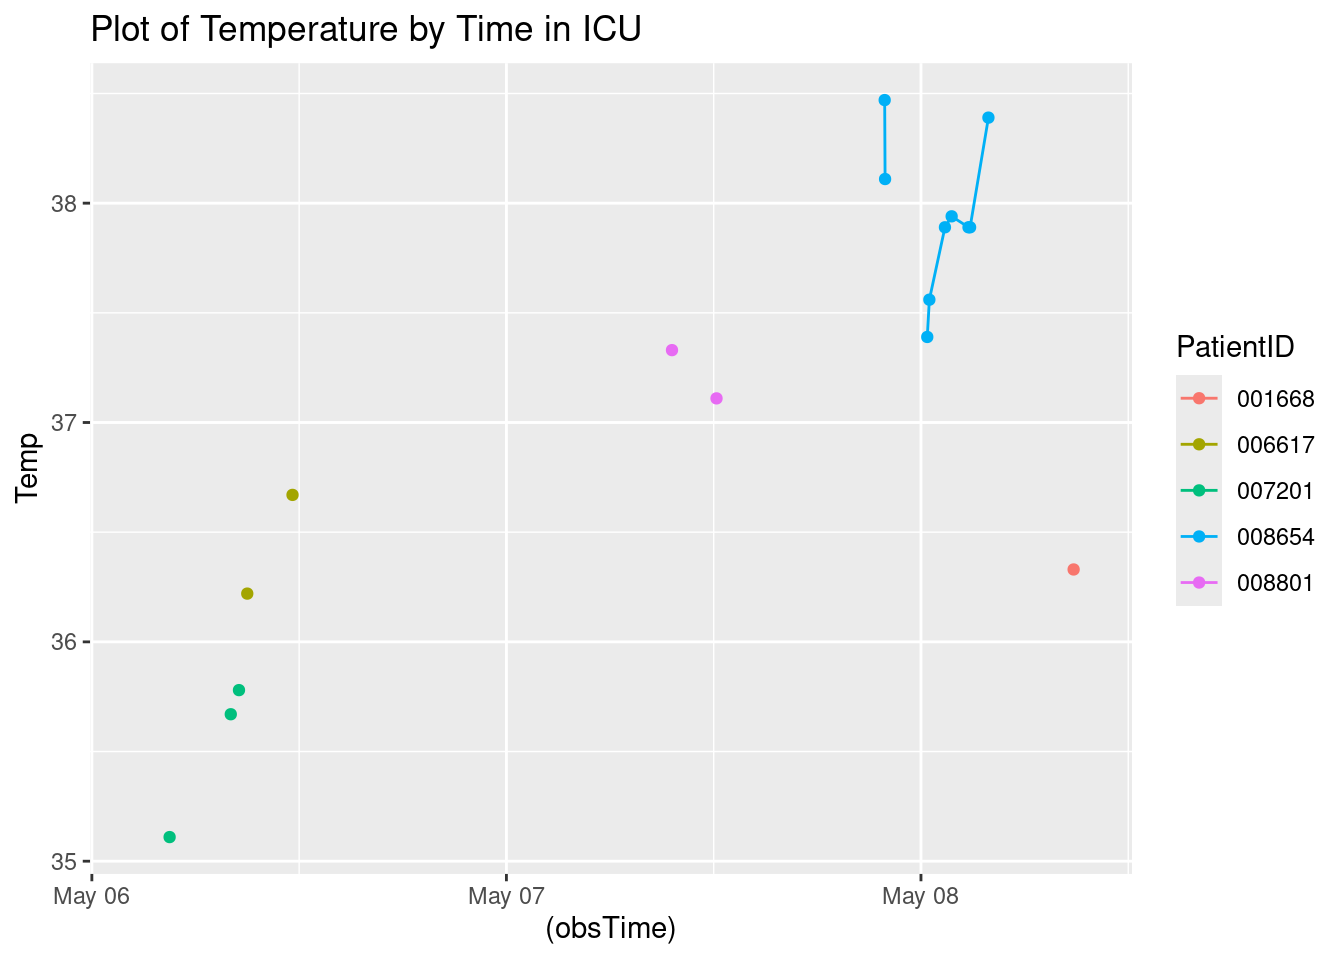 Plot of Temperature by Time in ICU
38
37
36
35
Temp
May 06
May 07
May 08
(obsTime)
PatientID
001668
006617
007201
008654
008801